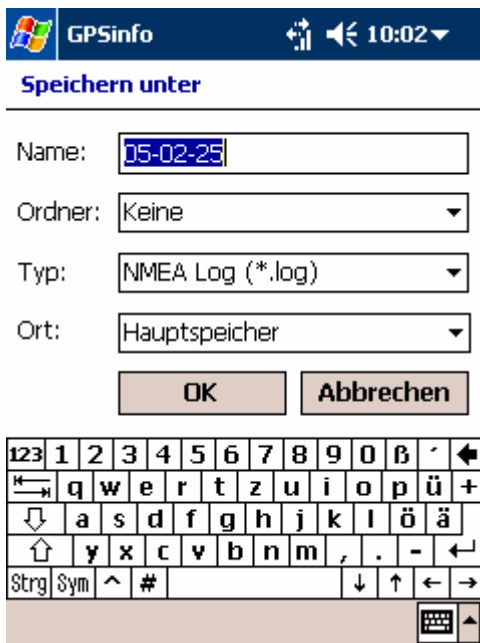 GPSinfo 10:02
Speichern unter
Name: 05-02-25
Ordner: Keine
Typ: NMEA Log (*.log)
Ort: Hauptspeicher
OK Abbrechen
123 1 2 3 4 5 6 7 8 9 0 ß ´
q w e r t z u i o p ü +
a s d f g h j k l ö ä
y x c v b n m , . -
Strg Sym ^ # ↓ ↑ ← →